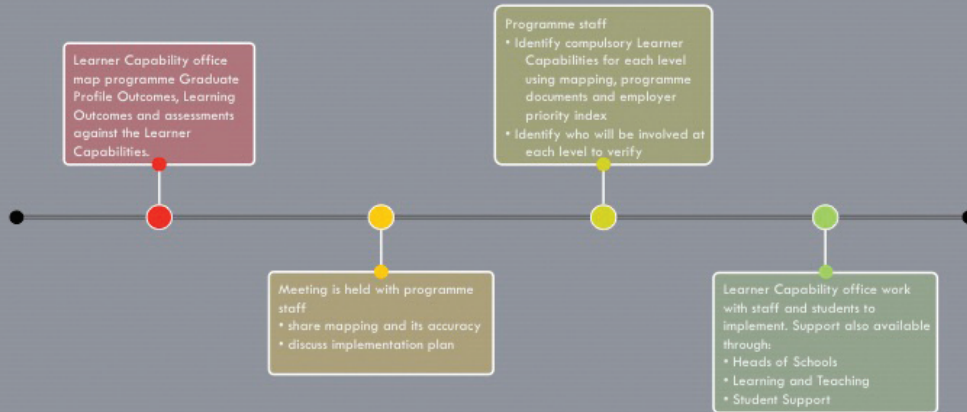 Learner Capability office
map programme Graduate
Profile Outcomes, Learning
Outcomes and assessments
against the Learner
Capabilities.
Meeting is held with programme
staff
• share mapping and its accuracy
• discuss implementation plan
Programme staff
• Identify compulsory Learner
Capabilities for each level
using mapping, programme
documents and employer
priority index
• Identify who will be involved at
each level to verify
Learner Capability office work
with staff and students to
implement. Support also available
through:
• Heads of Schools
• Learning and Teaching
• Student Support